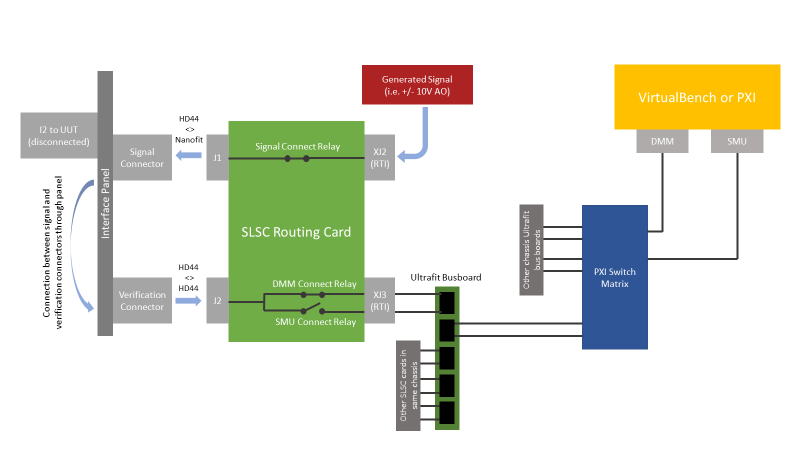 Generated Signal
(i.e. +/- 10V AO)
VirtualBench or PXI
DMM
SMU
I2 to UUT
(disconnected)
HD44
<>
Nanofit
Signal
Connector
J1
Signal Connect Relay
XJ2
(RTI)
Interface Panel
Connection between signal and
verification connectors through panel
SLSC Routing Card
Other chassis Ultrafit
bus boards
PXI Switch
Matrix
HD44
<>
HD44
Verification
Connector
J2
DMM Connect Relay
SMU Connect Relay
XJ3
(RTI)
Ultrafit Busboard
Other SLSC cards in
same chassis